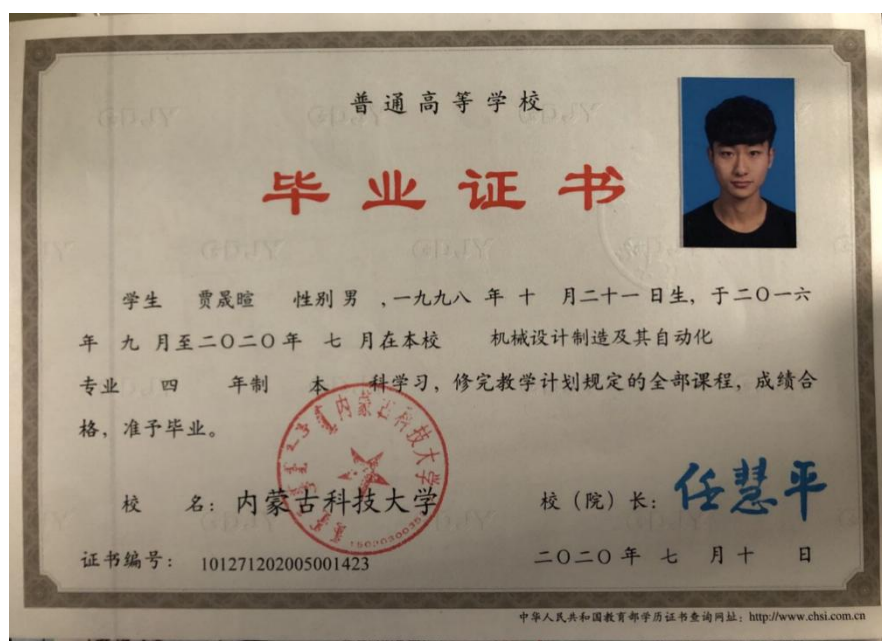 普通高等学校
毕业证书
学生 贾晟暄 性别 男 ,一九九八 年 十 月二十一 日生，于二〇一六
年 九 月至二〇二〇 年 七 月在本校 机械设计制造及其自动化
专业 四 年制 本 科学习，修完教学计划规定的全部课程，成绩合
格，准予毕业。
内蒙古科技大学
校 名：内蒙古科技大学 校（院）长：任慧平
证书编号：101271202005001423 二〇二〇 年 七 月 十 日
中华人民共和国教育部学历证书查询网址：http://www.chsi.com.cn